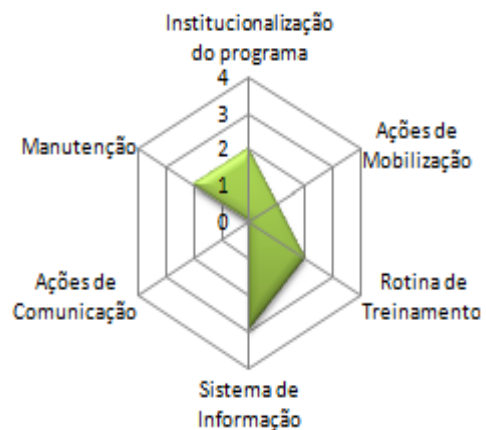 Institucionalização
do programa
4
3
2
1
0
Ações de
Mobilização
Rotina de
Treinamento
Sistema de
Informação
Ações de
Comunicação
Manutenção